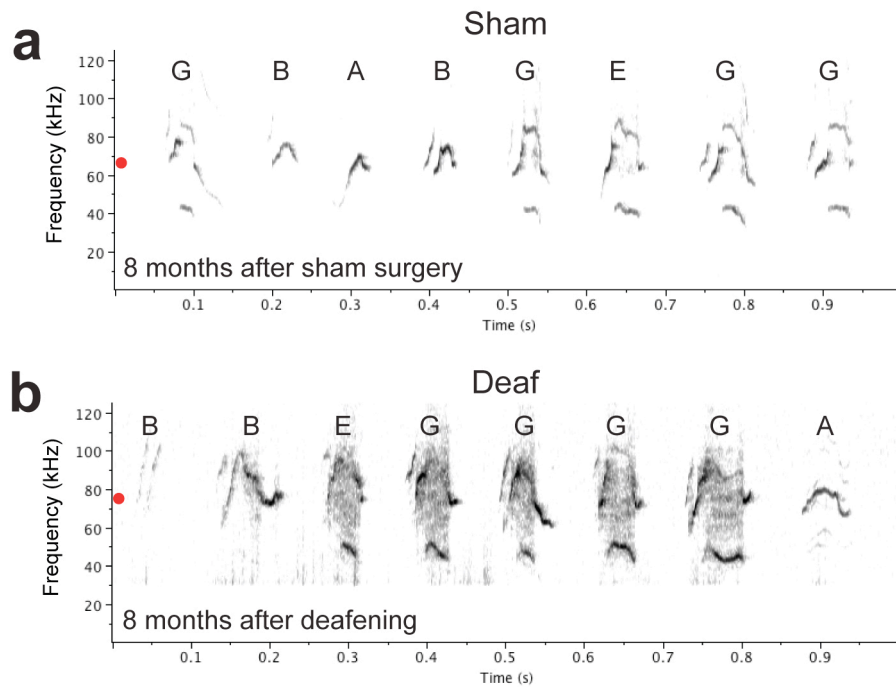 a
Sham
G B A B G E G G
Frequency (kHz)
120
100
80
60
40
20
8 months after sham surgery
0.1 0.2 0.3 0.4 0.5 0.6 0.7 0.8 0.9
Time (s)
b
Deaf
B B E G G G G A
Frequency (kHz)
120
100
80
60
40
20
8 months after deafening
0.1 0.2 0.3 0.4 0.5 0.6 0.7 0.8 0.9
Time (s)